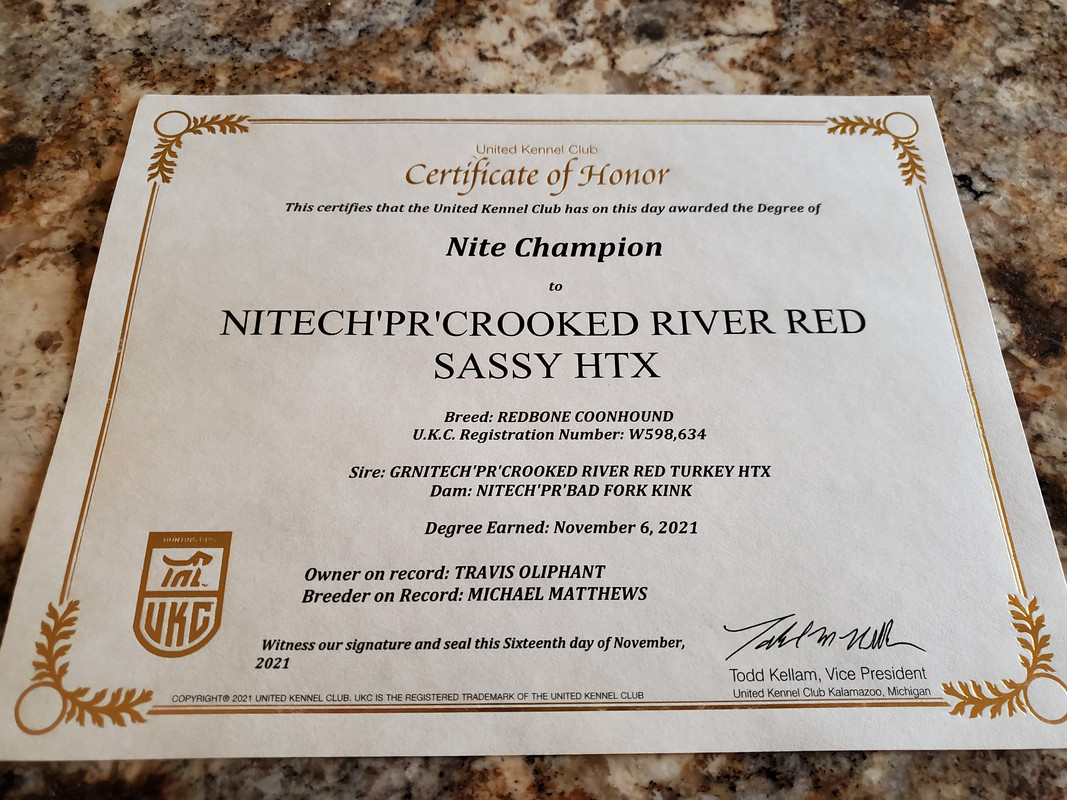 United Kennel Club
Certificate of Honor
This certifies that the United Kennel Club has on this day awarded the Degree of
Nite Champion
to
NITECH'PR'CROOKED RIVER RED
SASSY HTX
Breed: REDBONE COONHOUND
U.K.C. Registration Number: W598,634
Sire: GRNITECH'PR'CROOKED RIVER RED TURKEY HTX
Dam: NITECH'PR'BAD FORK KINK
Degree Earned: November 6, 2021
Owner on record: TRAVIS OLIPHANT
Breeder on Record: MICHAEL MATTHEWS
HUNTING OPS
UKC
Witness our signature and seal this Sixteenth day of November,
2021
Todd Kellam, Vice President
United Kennel Club Kalamazoo, Michigan
COPYRIGHT® 2021 UNITED KENNEL CLUB. UKC IS THE REGISTERED TRADEMARK OF THE UNITED KENNEL CLUB